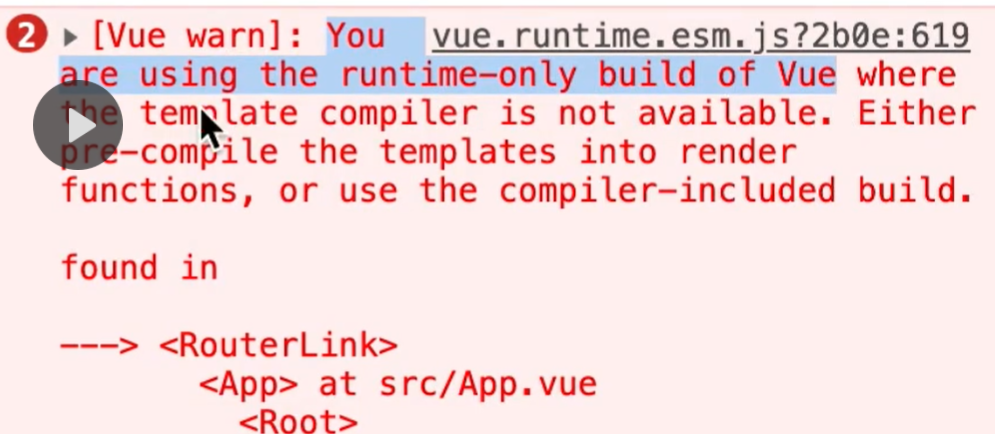 2 ▶ [Vue warn]: You vue.runtime.esm.js?2b0e:619
are using the runtime-only build of Vue where
the template compiler is not available. Either
pre-compile the templates into render
functions, or use the compiler-included build.
found in
---> <RouterLink>
<App> at src/App.vue
<Root>